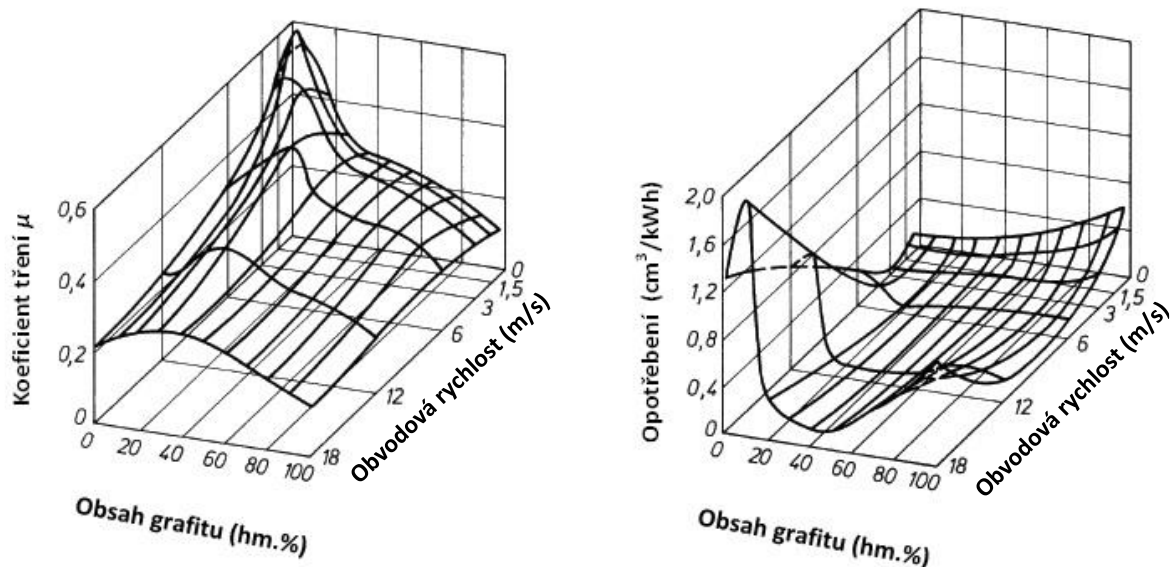 Koeficient tření μ
0,6
0,4
0,2
0
0 20 40 60 80 100
Obsah grafitu (hm.%)
0
1,5
3
6
12
18
Obvodová rychlost (m/s)
Opotřebení (cm³/kWh)
2,0
1,6
1,2
0,8
0,4
0
0 20 40 60 80 100
Obsah grafitu (hm.%)
0
1,5
3
6
12
18
Obvodová rychlost (m/s)